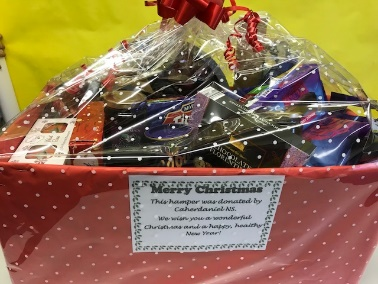 Merry Christmas
This hamper was donated by
Caherdaniel NS.
We wish you a wonderful
Christmas and a happy, healthy
New Year!